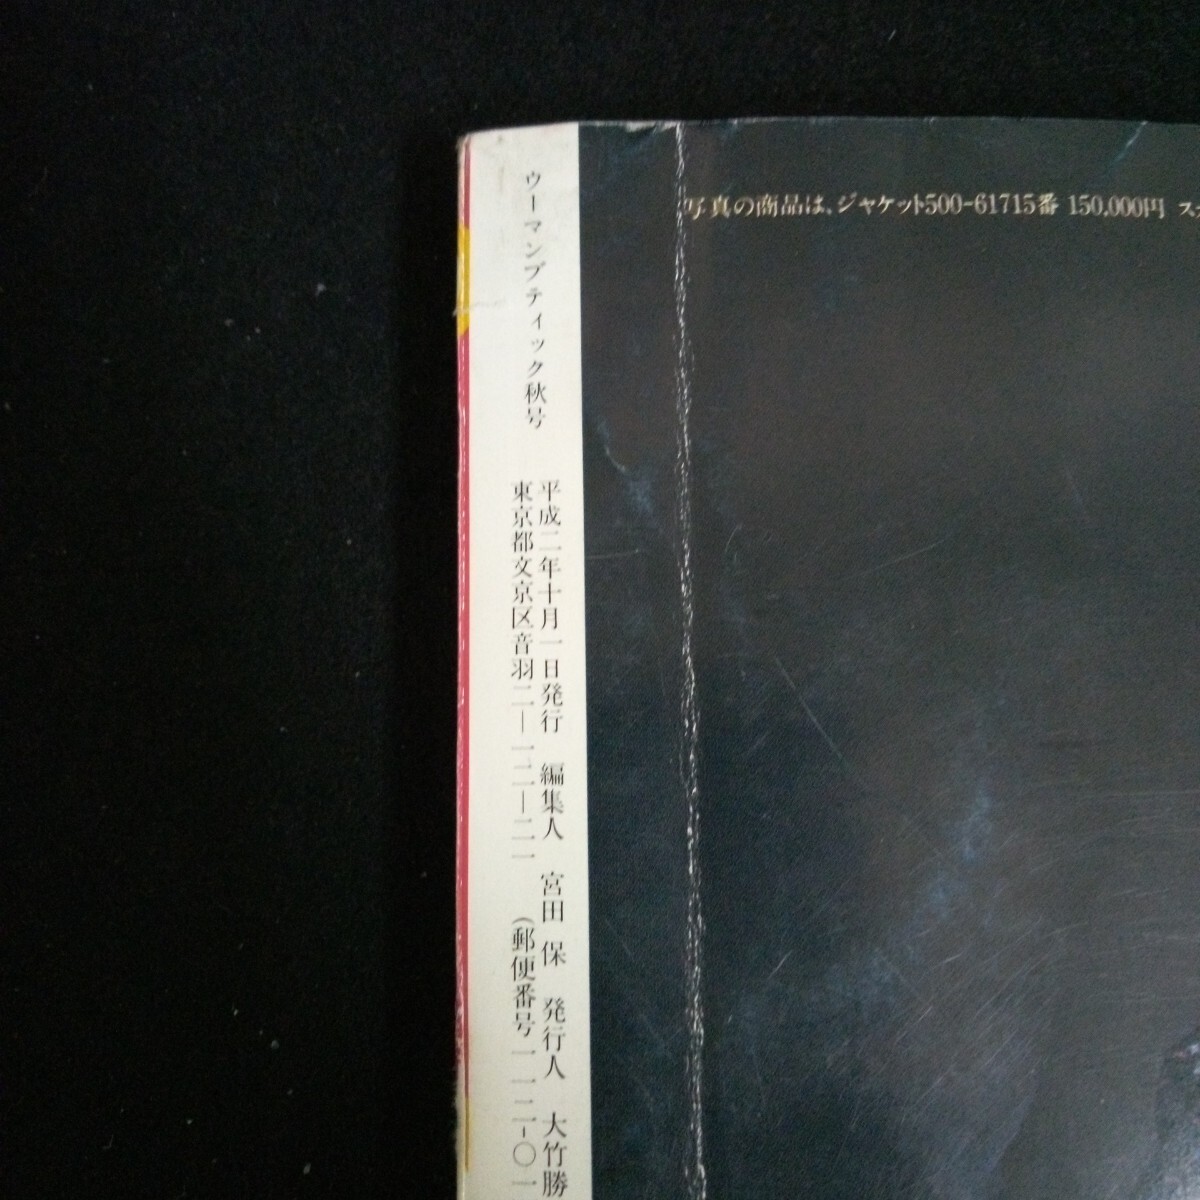 写真の商品は、ジャケット500-61715番 150,000円 ス
ウーマンブティック秋号
平成二年十月一日発行 編集人 宮田 保 発行人 大竹勝
東京都文京区音羽二―一二―二一 (郵便番号一一二-〇一